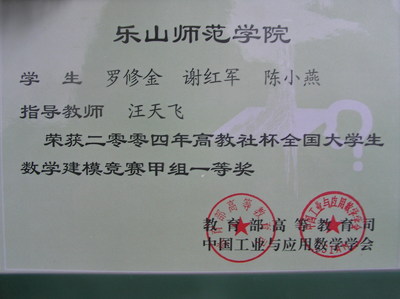 乐山师范学院
学 生 罗修金 谢红军 陈小燕
指导教师 汪天飞
荣获二零零四年高教社杯全国大学生
数学建模竞赛甲组一等奖
教育部高等教育司
中国工业与应用数学学会